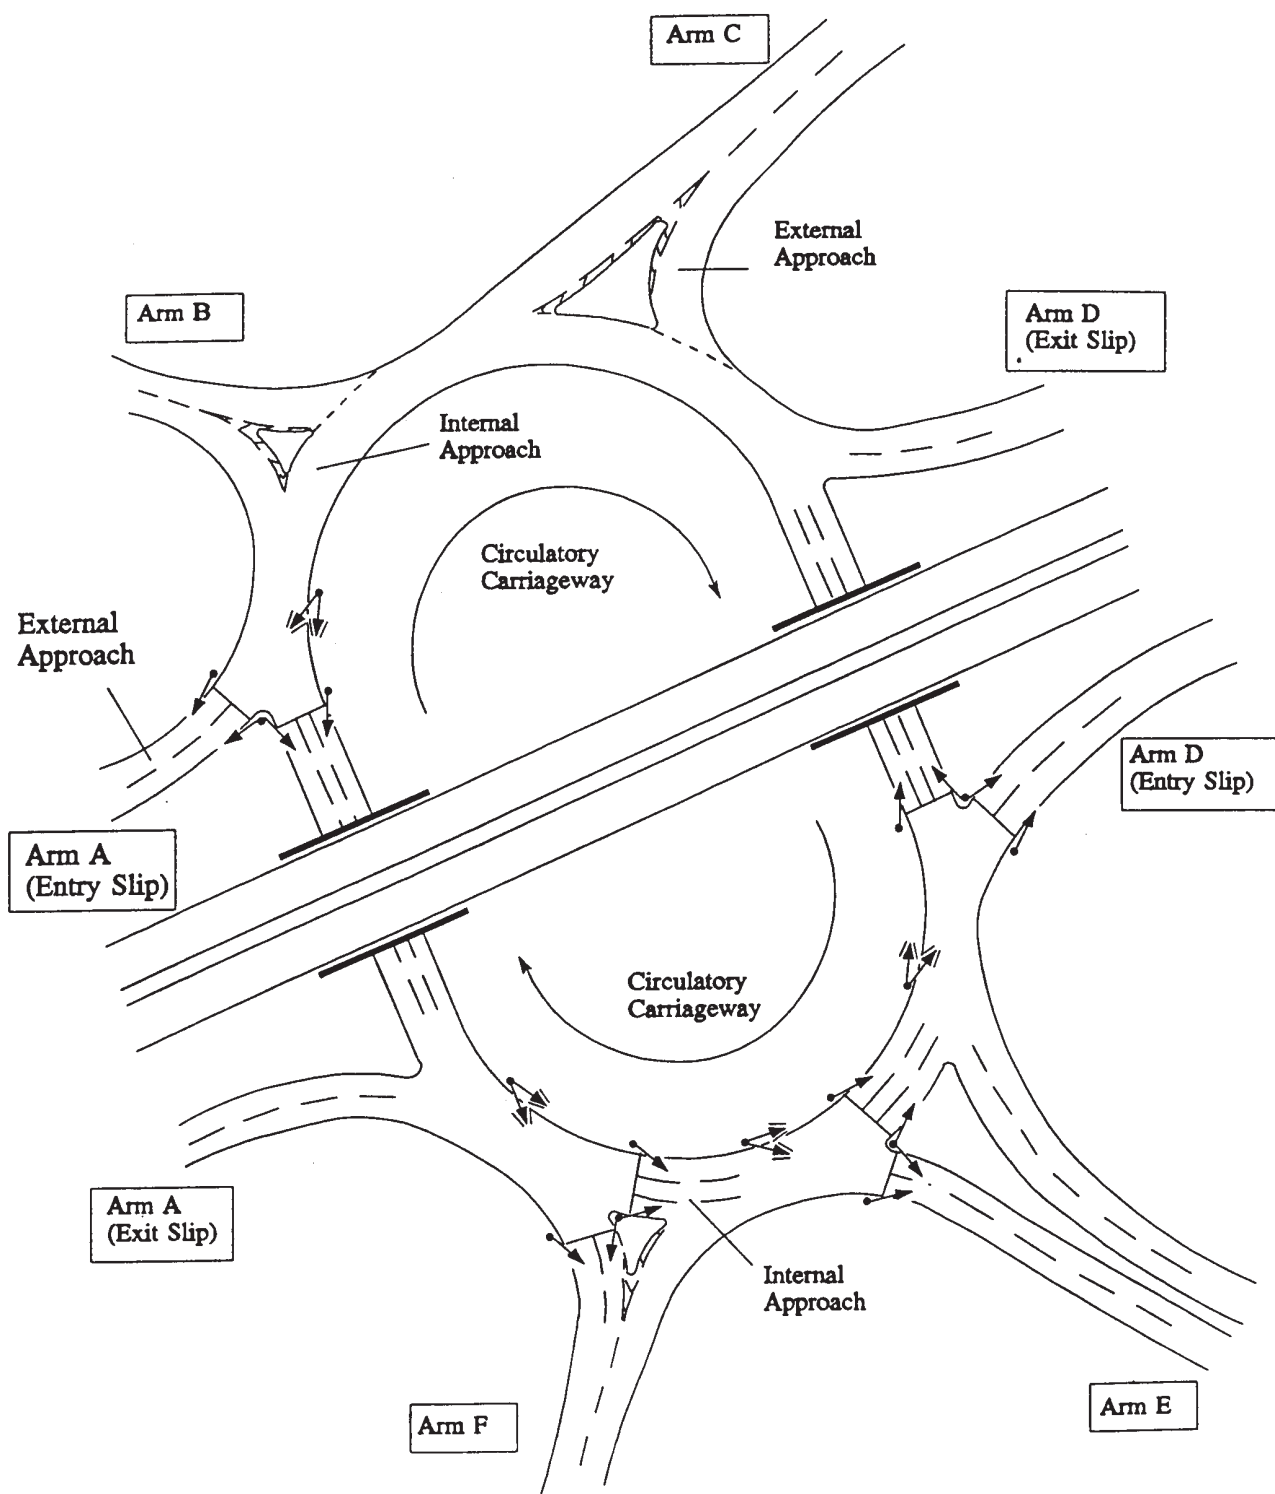 Arm C
External
Approach
Arm B
Arm D
(Exit Slip)
Internal
Approach
Circulatory
Carriageway
External
Approach
Arm D
(Entry Slip)
Arm A
(Entry Slip)
Circulatory
Carriageway
Arm A
(Exit Slip)
Internal
Approach
Arm E
Arm F